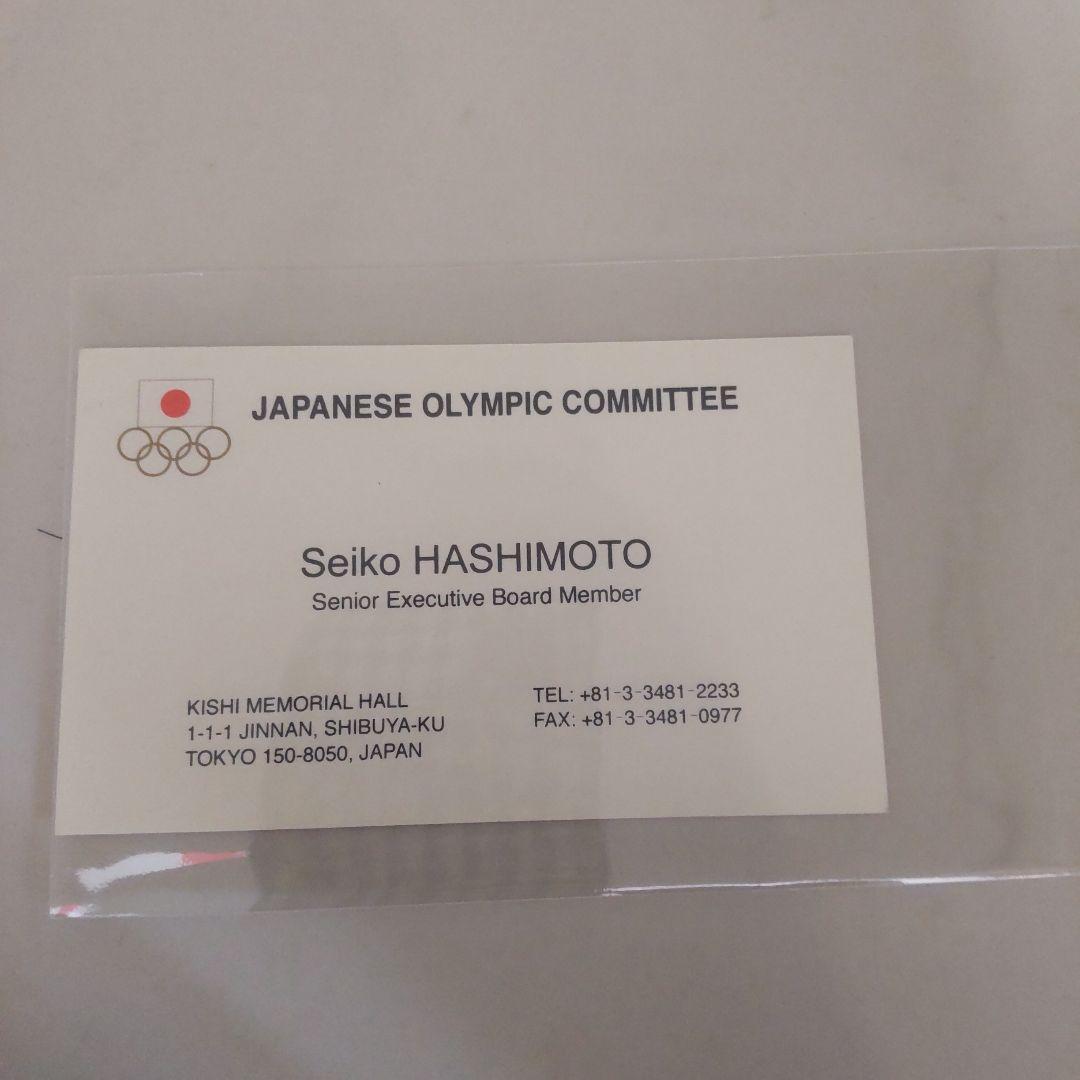 JAPANESE OLYMPIC COMMITTEE
Seiko HASHIMOTO
Senior Executive Board Member
KISHI MEMORIAL HALL
1-1-1 JINNAN, SHIBUYA-KU
TOKYO 150-8050, JAPAN
TEL: +81-3-3481-2233
FAX: +81-3-3481-0977